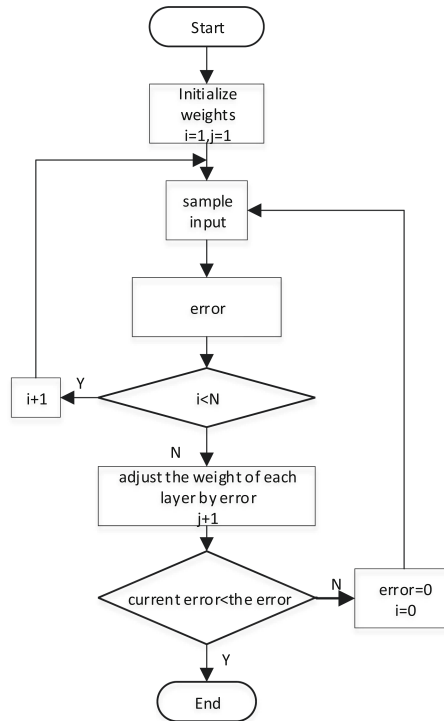 Start
Initialize
weights
i=1,j=1
sample
input
error
i<N
Y
i+1
N
adjust the weight of each
layer by error
j+1
current error<the error
N
error=0
i=0
Y
End